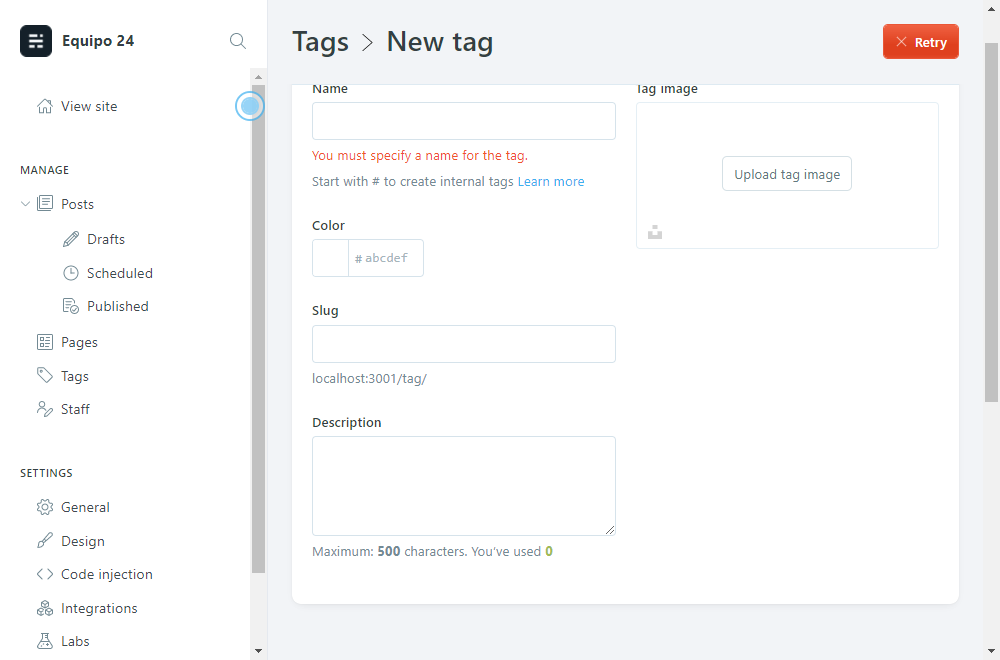 Equipo 24
View site
MANAGE
Posts
Drafts
Scheduled
Published
Pages
Tags
Staff
SETTINGS
General
Design
Code injection
Integrations
Labs
Tags > New tag
Retry
Name
You must specify a name for the tag.
Start with # to create internal tags Learn more
Color
# abcdef
Slug
localhost:3001/tag/
Description
Maximum: 500 characters. You've used 0
Tag image
Upload tag image